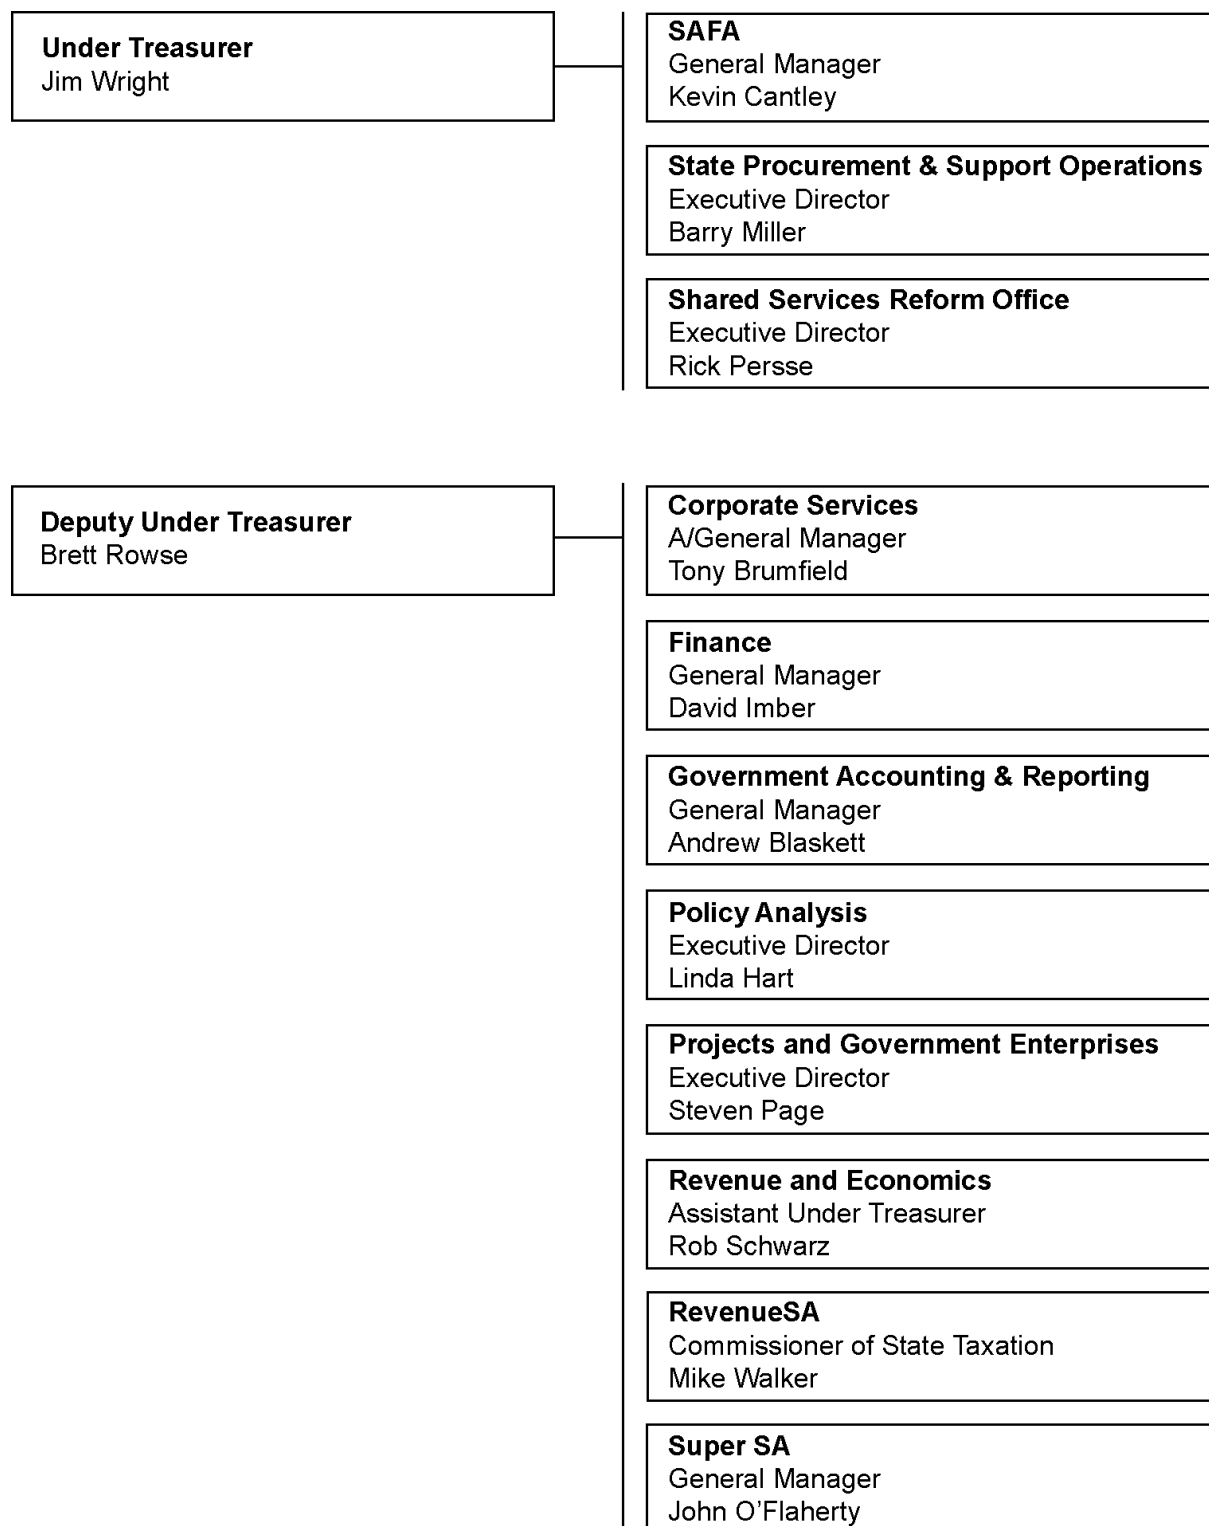 Under Treasurer
Jim Wright
SAFA
General Manager
Kevin Cantley
State Procurement & Support Operations
Executive Director
Barry Miller
Shared Services Reform Office
Executive Director
Rick Persse
Deputy Under Treasurer
Brett Rowse
Corporate Services
A/General Manager
Tony Brumfield
Finance
General Manager
David Imber
Government Accounting & Reporting
General Manager
Andrew Blaskett
Policy Analysis
Executive Director
Linda Hart
Projects and Government Enterprises
Executive Director
Steven Page
Revenue and Economics
Assistant Under Treasurer
Rob Schwarz
RevenueSA
Commissioner of State Taxation
Mike Walker
Super SA
General Manager
John O’Flaherty